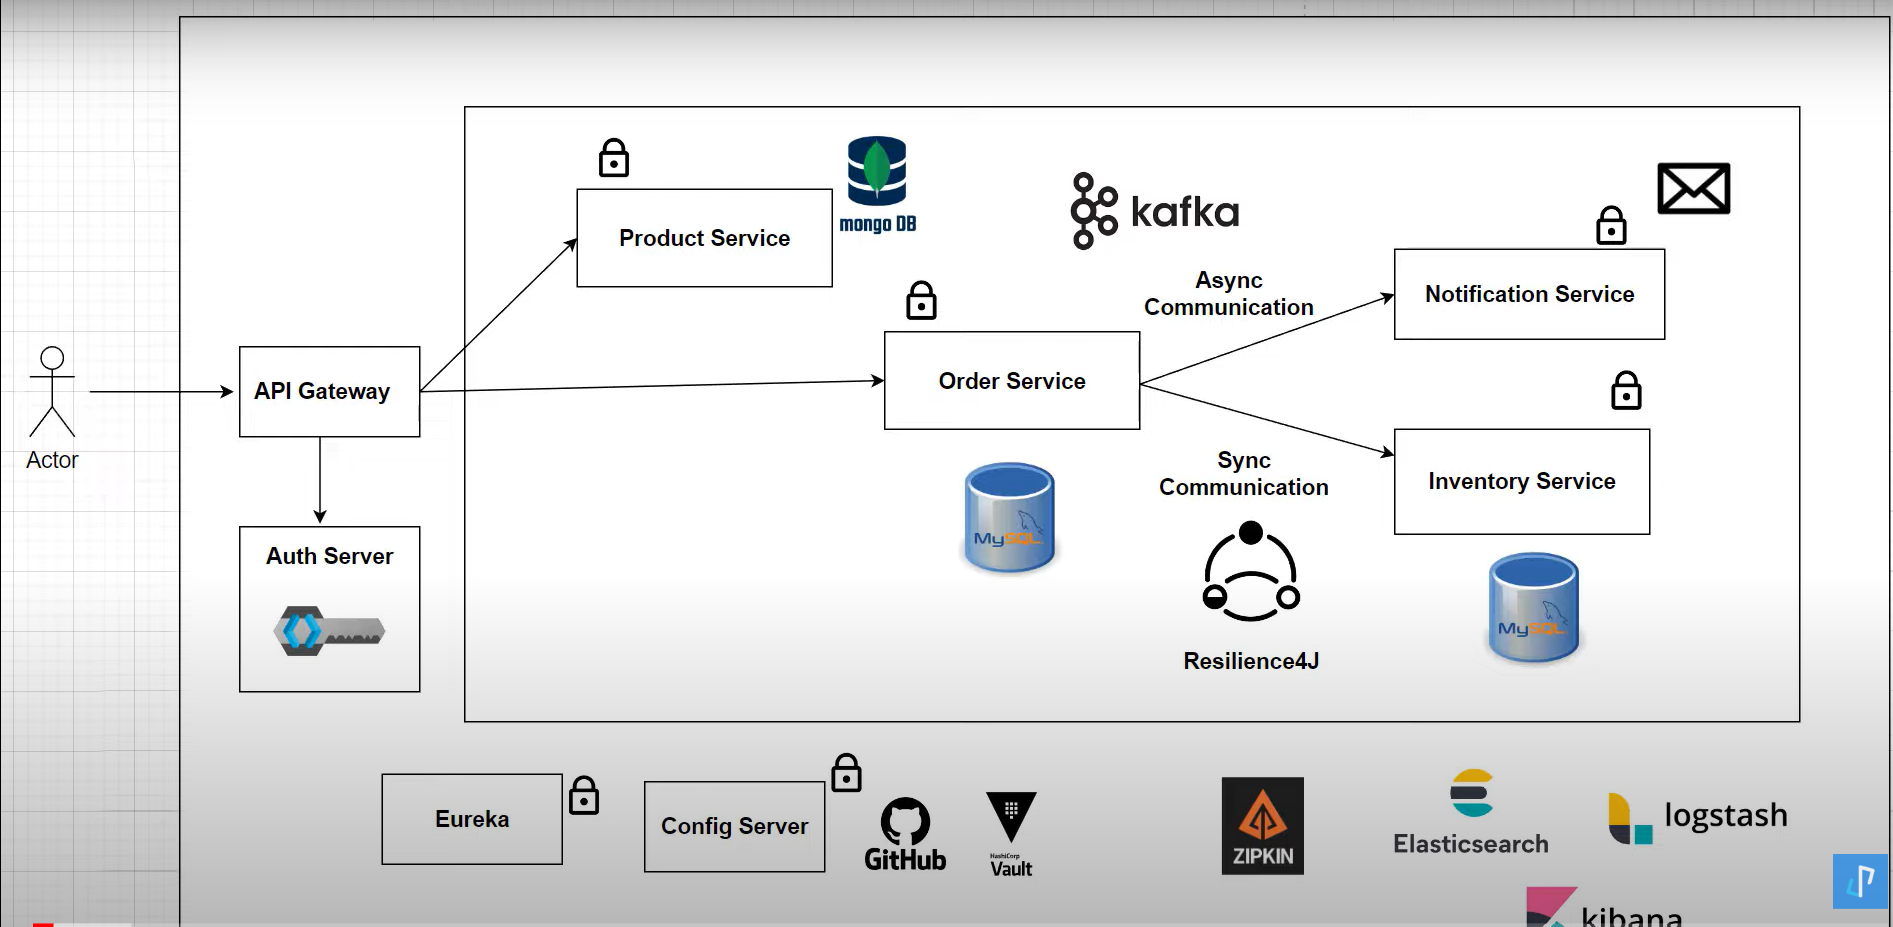 mongo DB
Product Service
kafka
Async
Communication
Notification Service
API Gateway
Order Service
Actor
Sync
Communication
Inventory Service
MySQL
Auth Server
MySQL
Resilience4J
Eureka
Config Server
GitHub
HashiCorp
Vault
ZIPKIN
Elasticsearch
logstash
kibana